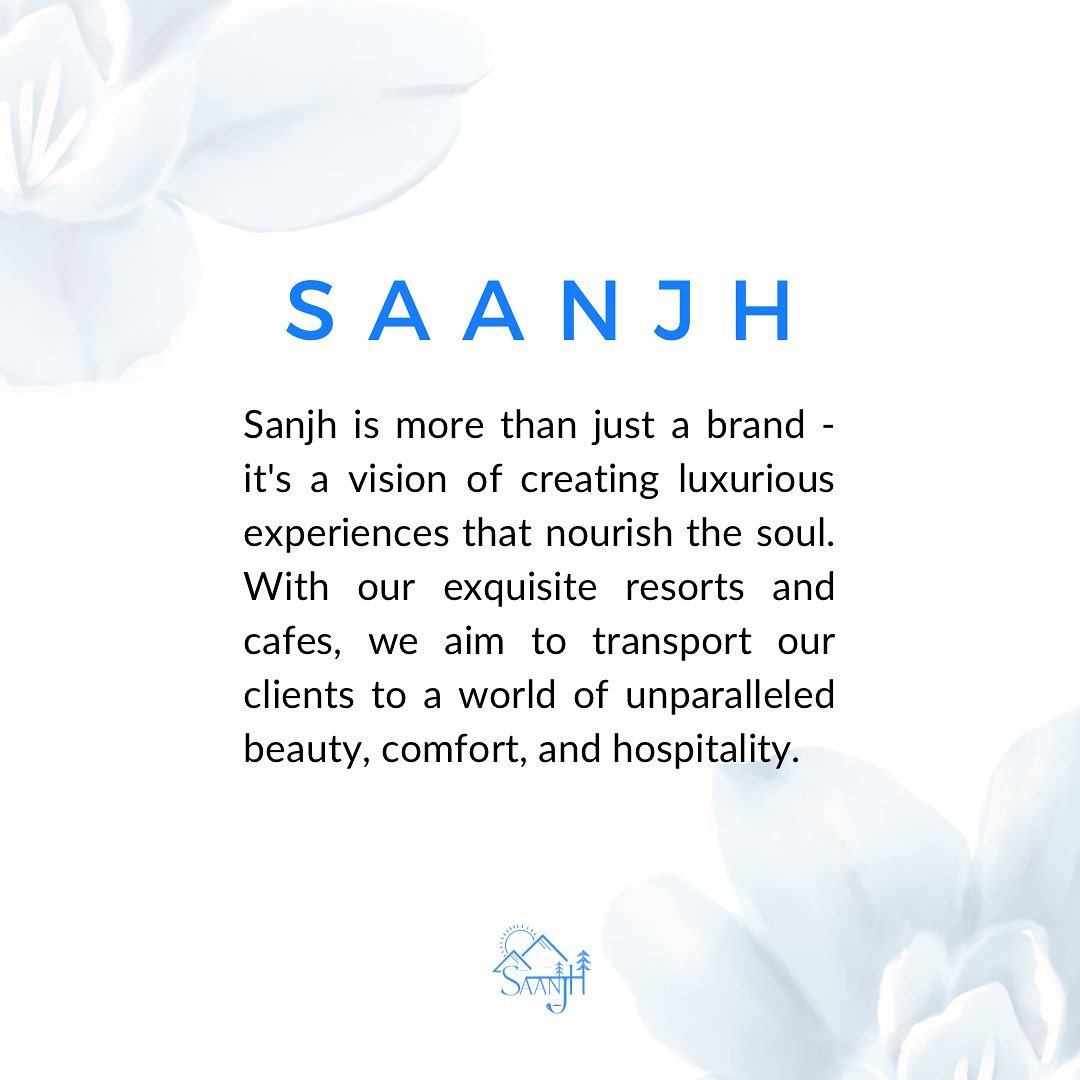 SAANJH
Sanjh is more than just a brand -
it's a vision of creating luxurious
experiences that nourish the soul.
With our exquisite resorts and
cafes, we aim to transport our
clients to a world of unparalleled
beauty, comfort, and hospitality.
SAANJH